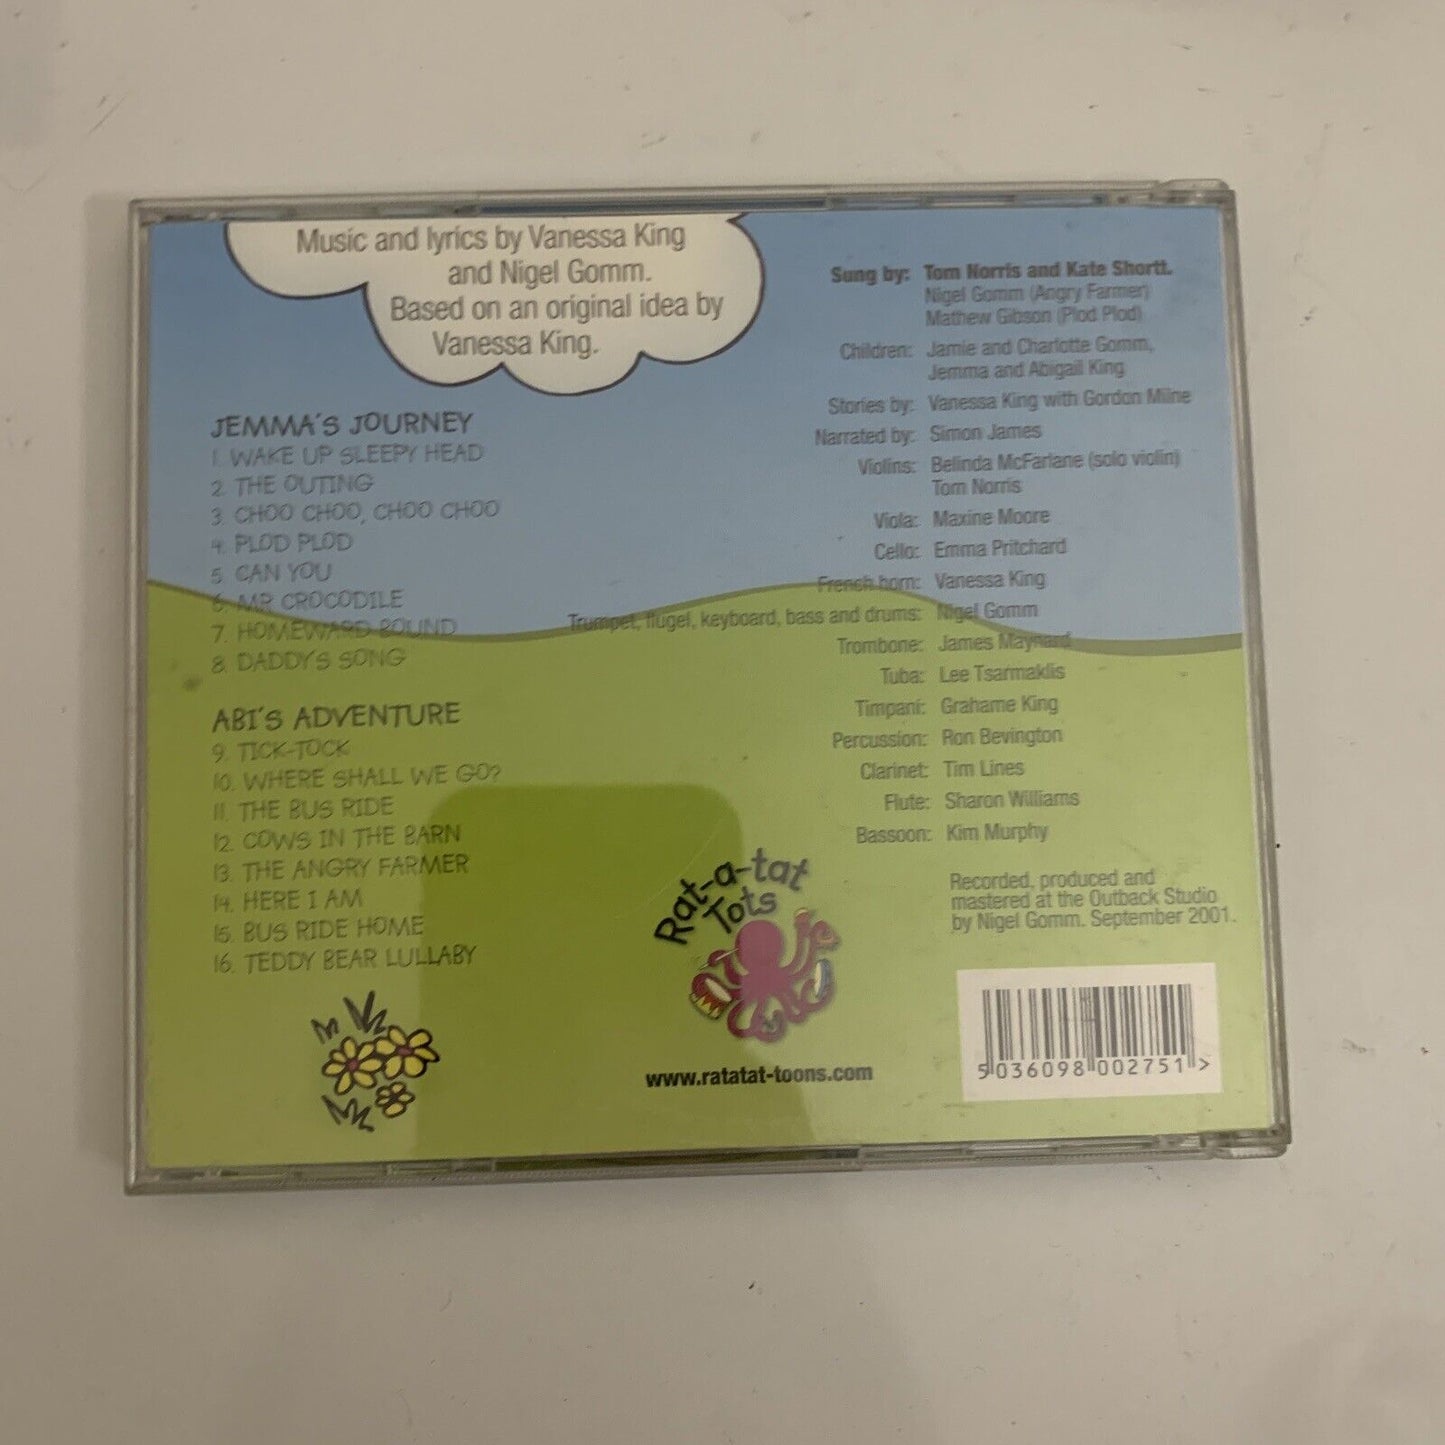 Music and lyrics by Vanessa King
and Nigel Gomm.
Based on an original idea by
Vanessa King.
JEMMA'S JOURNEY
1. WAKE UP SLEEPY HEAD
2. THE OUTING
3. CHOO CHOO, CHOO CHOO
4. PLOD PLOD
5. CAN YOU
6. MR CROCODILE
7. HOMEWARD BOUND
8. DADDY'S SONG
ABI'S ADVENTURE
9. TICK-TOCK
10. WHERE SHALL WE GO?
11. THE BUS RIDE
12. COWS IN THE BARN
13. THE ANGRY FARMER
14. HERE I AM
15. BUS RIDE HOME
16. TEDDY BEAR LULLABY
Sung by: Tom Norris and Kate Shortt.
Nigel Gomm (Angry Farmer)
Mathew Gibson (Plod Plod)
Children: Jamie and Charlotte Gomm,
Jemma and Abigail King
Stories by: Vanessa King with Gordon Milne
Narrated by: Simon James
Violins: Belinda McFarlane (solo violin)
Tom Norris
Viola: Maxine Moore
Cello: Emma Pritchard
French horn: Vanessa King
Trumpet, flugel, keyboard, bass and drums: Nigel Gomm
Trombone: James Maynard
Tuba: Lee Tsarmaklis
Timpani: Grahame King
Percussion: Ron Bevington
Clarinet: Tim Lines
Flute: Sharon Williams
Bassoon: Kim Murphy
Recorded, produced and
mastered at the Outback Studio
by Nigel Gomm. September 2001.
Rat-a-tat
Tots
www.ratatat-toons.com
5 036098 002751 >